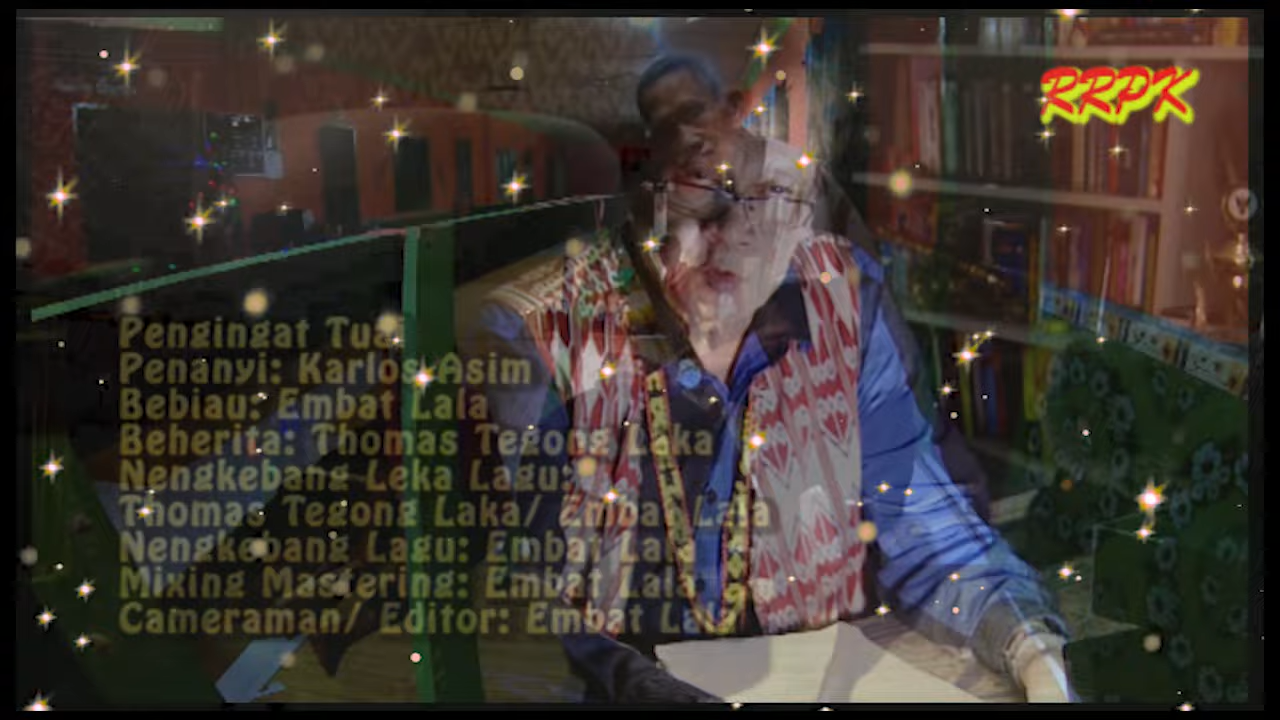 RRPK
Pengingat Tuai
Penanyi: Karlos Asim
Bebiau: Embat Lala
Beherita: Thomas Tegong Laka
Nengkebang Leka Lagu:
Thomas Tegong Laka/ Embat Lala
Nengkebang Lagu: Embat Lala
Mixing Mastering: Embat Lala
Cameraman/ Editor: Embat Lala